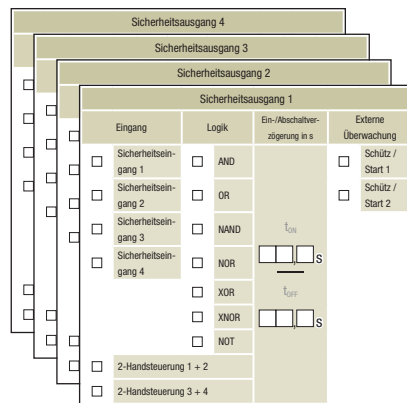 Sicherheitsausgang 4
Sicherheitsausgang 3
Sicherheitsausgang 2
Sicherheitsausgang 1
Eingang
Logik
Ein-/Abschaltver-
zögerung in s
Externe
Überwachung
Sicherheitsein-
gang 1
AND
Schütz /
Start 1
Sicherheitsein-
gang 2
OR
Schütz /
Start 2
Sicherheitsein-
gang 3
NAND
tON
Sicherheitsein-
gang 4
NOR
, s
XOR
tOFF
XNOR
, s
NOT
2-Handsteuerung 1 + 2
2-Handsteuerung 3 + 4